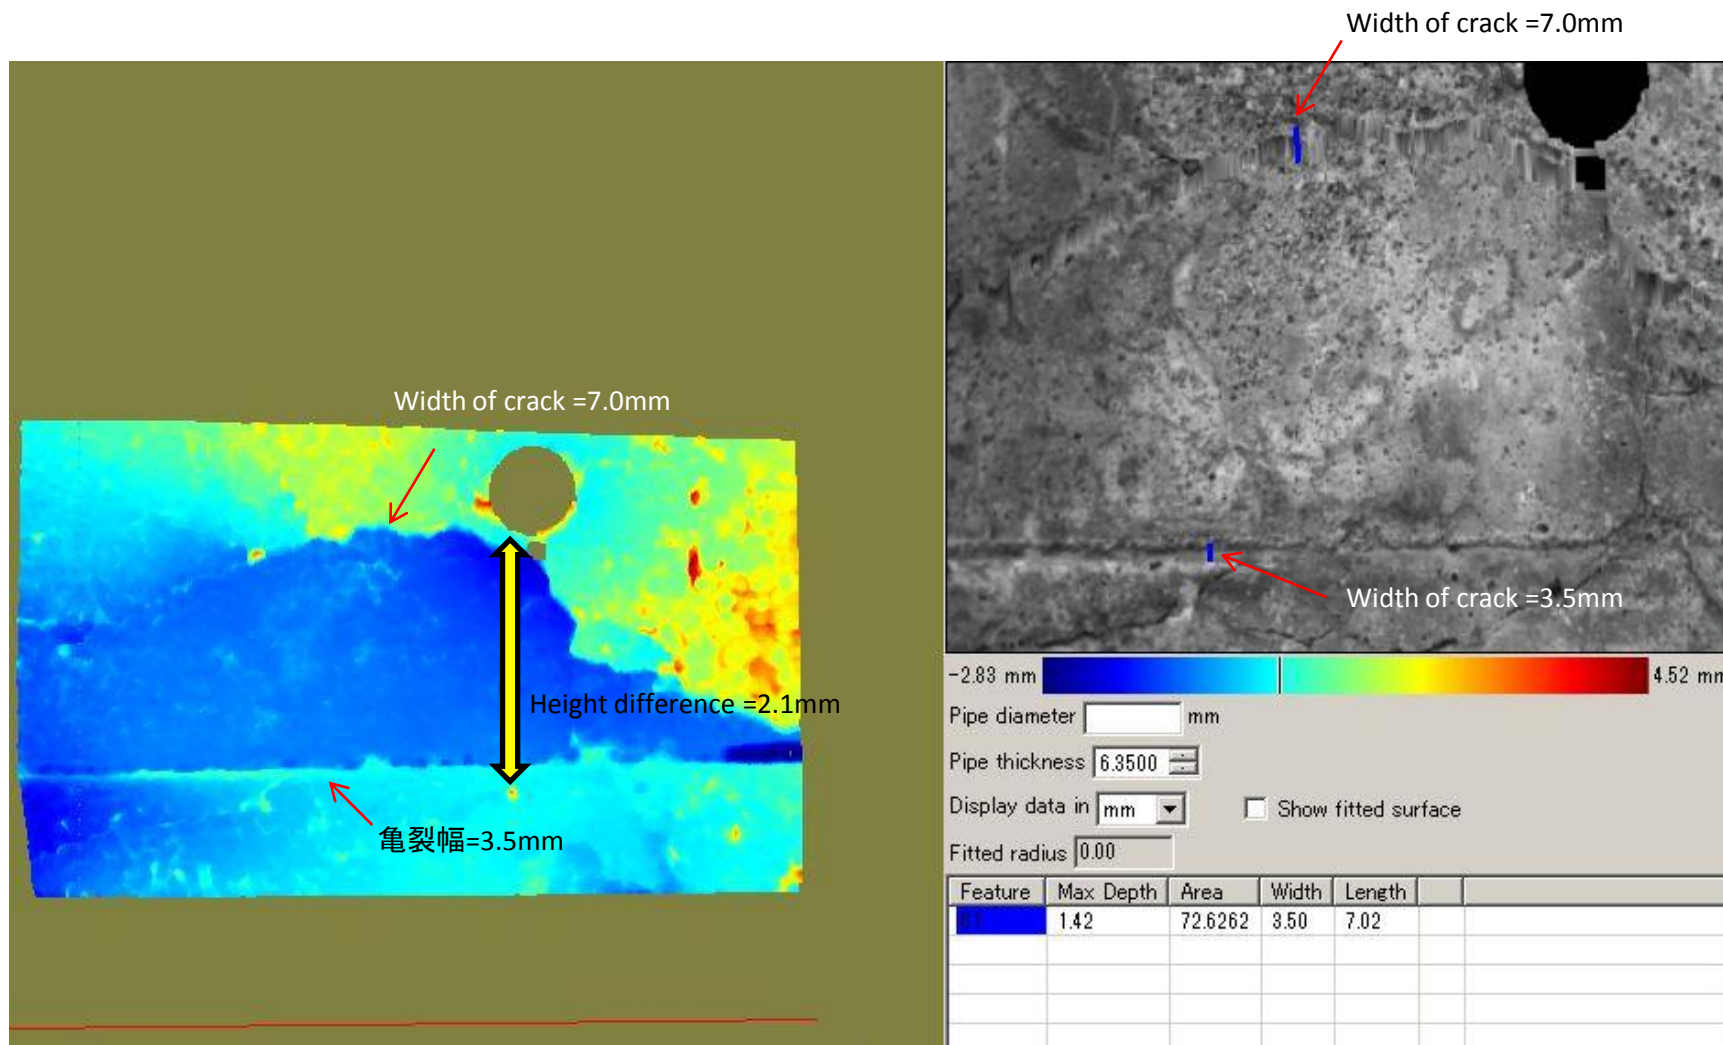 Width of crack =7.0mm
Width of crack =7.0mm
Height difference =2.1mm
亀裂幅=3.5mm
Width of crack =3.5mm
-2.83 mm 4.52 mm
Pipe diameter mm
Pipe thickness 6.3500
Display data in mm Show fitted surface
Fitted radius 0.00
Feature Max Depth Area Width Length
1.42 72.6262 3.50 7.02